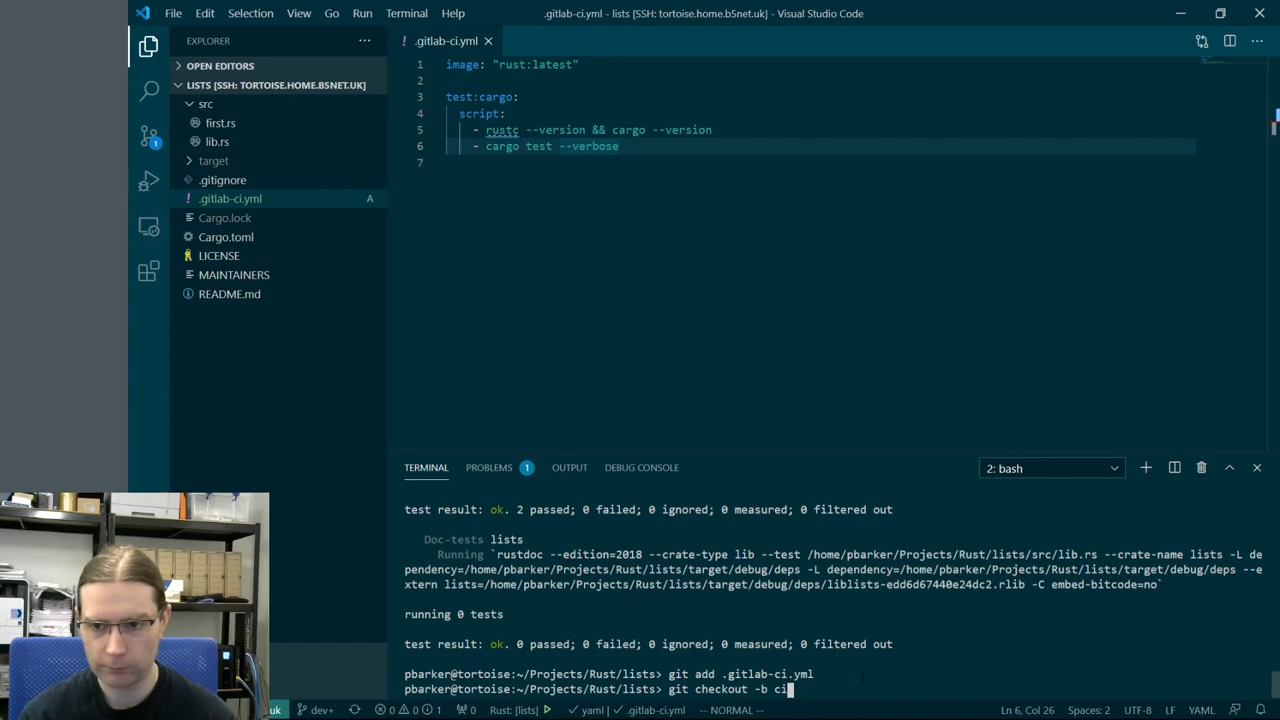 File Edit Selection View Go Run Terminal Help
.gitlab-ci.yml - lists [SSH: tortoise.home.b5net.uk] - Visual Studio Code
EXPLORER
OPEN EDITORS
LISTS [SSH: TORTOISE.HOME.B5NET.UK]
src
first.rs
lib.rs
target
.gitignore
.gitlab-ci.yml A
Cargo.lock
Cargo.toml
LICENSE
MAINTAINERS
README.md
1
.gitlab-ci.yml
1 image: "rust:latest"
2
3 test:cargo:
4 script:
5 - rustc --version && cargo --version
6 - cargo test --verbose
7
TERMINAL PROBLEMS 1 OUTPUT DEBUG CONSOLE
2: bash
test result: ok. 2 passed; 0 failed; 0 ignored; 0 measured; 0 filtered out
Doc-tests lists
Running `rustdoc --edition=2018 --crate-type lib --test /home/pbarker/Projects/Rust/lists/src/lib.rs --crate-name lists -L de
pendency=/home/pbarker/Projects/Rust/lists/target/debug/deps -L dependency=/home/pbarker/Projects/Rust/lists/target/debug/deps --e
xtern lists=/home/pbarker/Projects/Rust/lists/target/debug/deps/liblists-edd6d67440e24dc2.rlib -C embed-bitcode=no`
running 0 tests
test result: ok. 0 passed; 0 failed; 0 ignored; 0 measured; 0 filtered out
pbarker@tortoise:~/Projects/Rust/lists> git add .gitlab-ci.yml
pbarker@tortoise:~/Projects/Rust/lists> git checkout -b ci
uk dev+ 0 0 1 0 Rust: [lists] yaml | .gitlab-ci.yml -- NORMAL -- Ln 6, Col 26 Spaces: 2 UTF-8 LF YAML